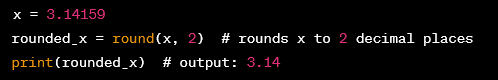 x = 3.14159
rounded_x = round(x, 2)  # rounds x to 2 decimal places
print(rounded_x)  # output: 3.14